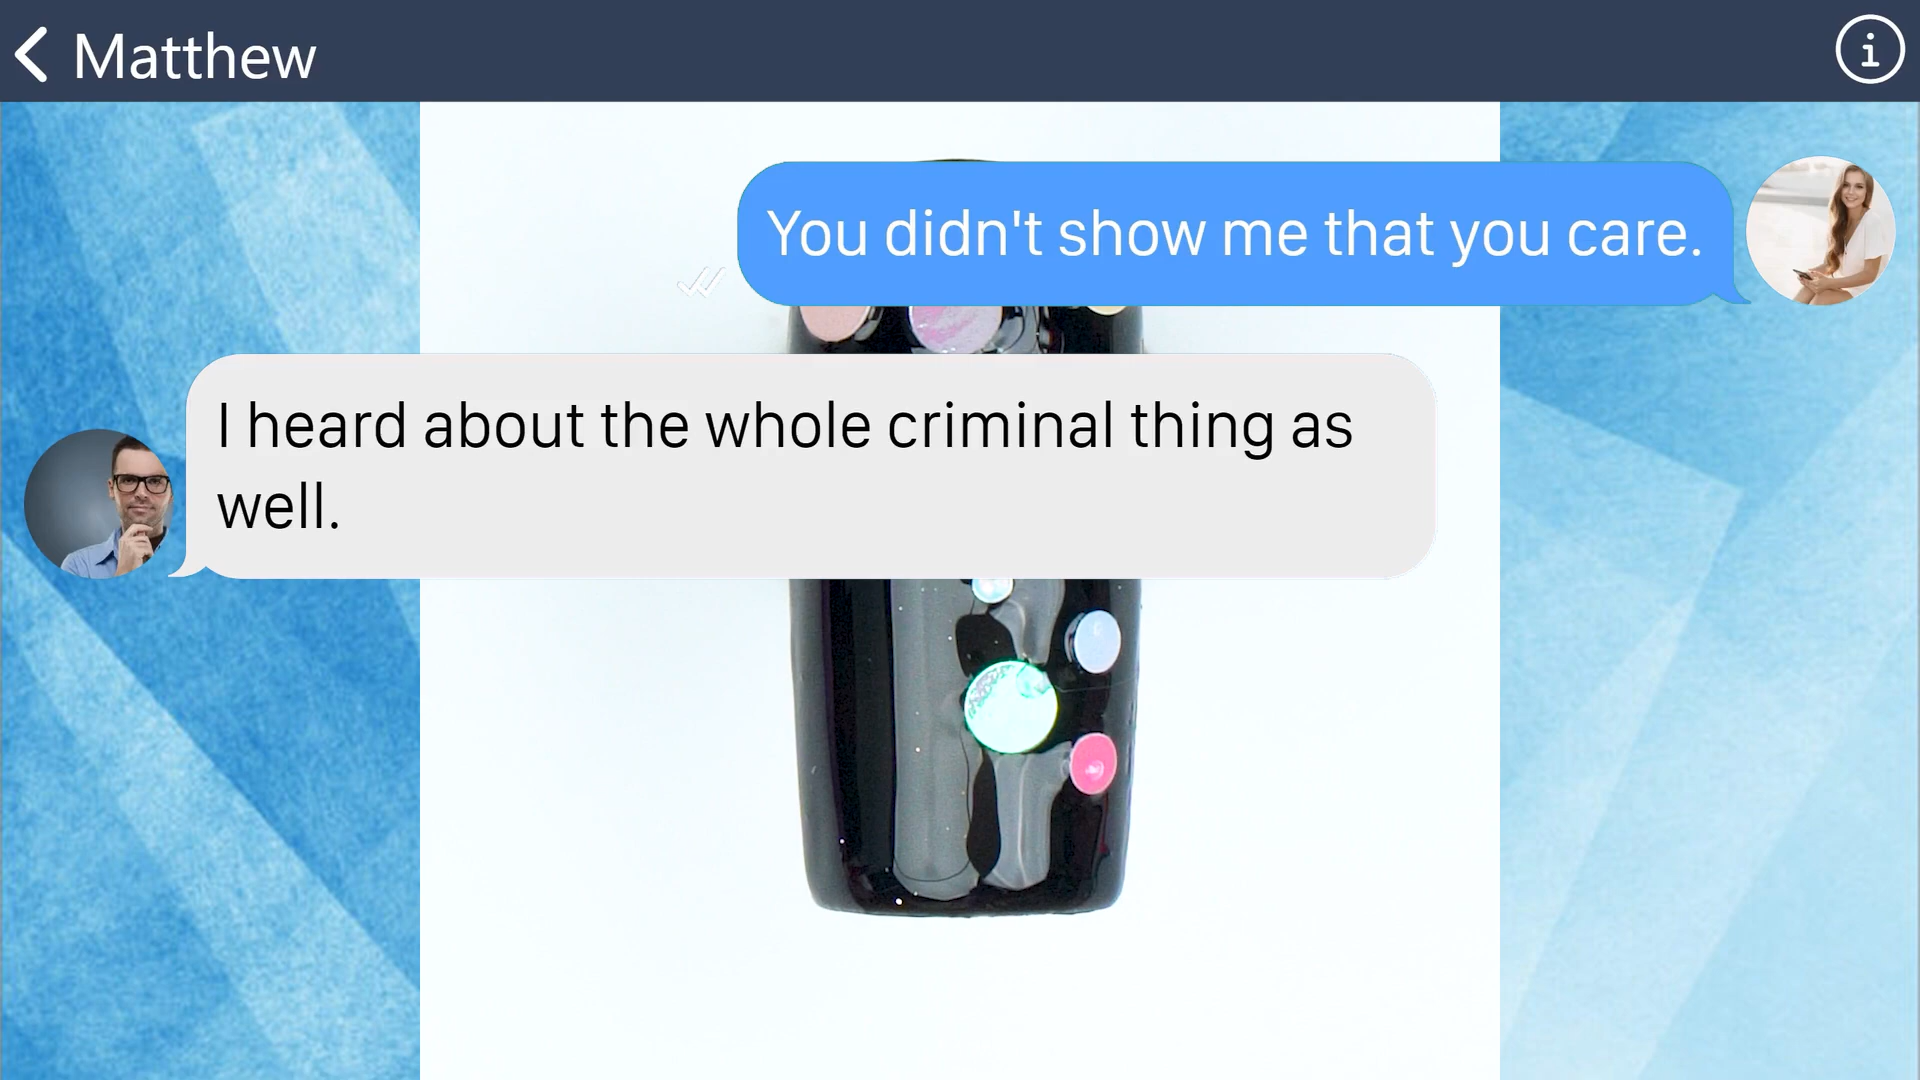 Matthew
You didn't show me that you care.
I heard about the whole criminal thing as
well.